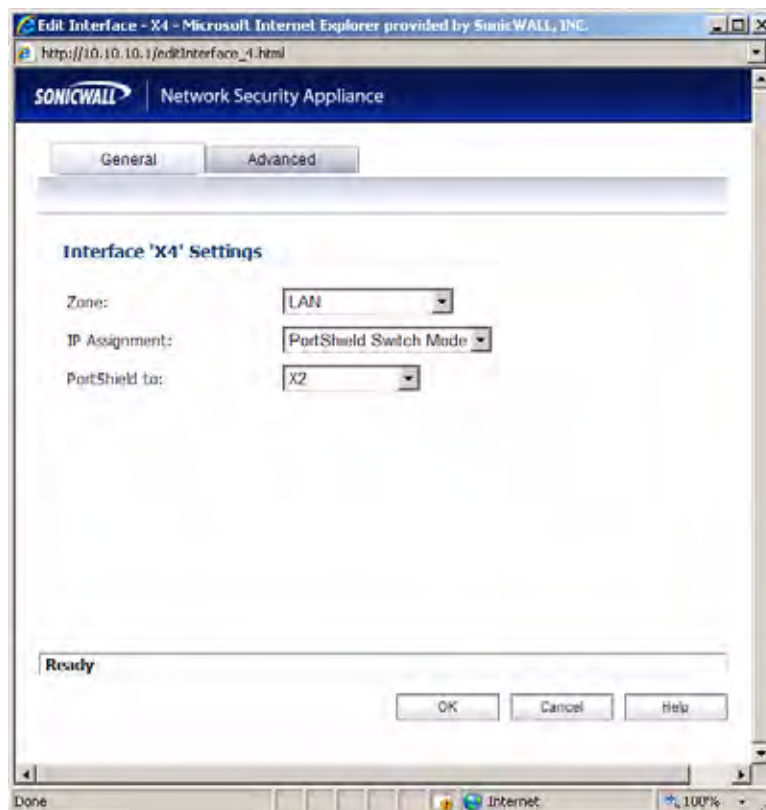 Edit Interface - X4 - Microsoft Internet Explorer provided by SonicWALL, INC.
http://10.10.10.1/editInterface_4.html
SONICWALL | Network Security Appliance
General Advanced
Interface 'X4' Settings
Zone: LAN
IP Assignment: PortShield Switch Mode
PortShield to: X2
Ready
OK Cancel Help
Done Internet 100%